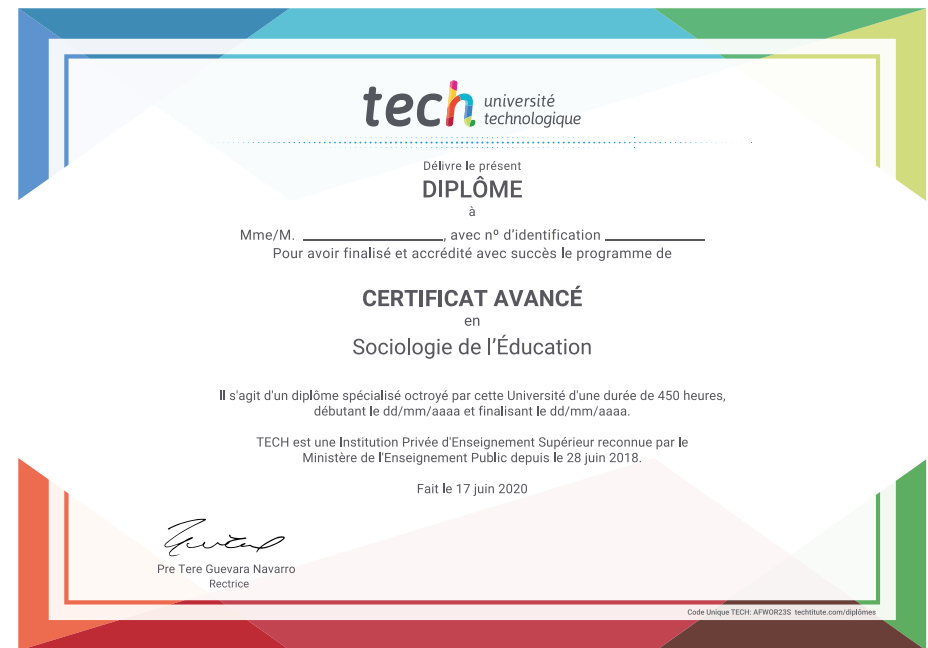 tech université
technologique
Délivre le présent
DIPLÔME
à
Mme/M. ____________________, avec nº d'identification ______________
Pour avoir finalisé et accrédité avec succès le programme de
CERTIFICAT AVANCÉ
en
Sociologie de l'Éducation
Il s'agit d'un diplôme spécialisé octroyé par cette Université d'une durée de 450 heures,
débutant le dd/mm/aaaa et finalisant le dd/mm/aaaa.
TECH est une Institution Privée d'Enseignement Supérieur reconnue par le
Ministère de l'Enseignement Public depuis le 28 juin 2018.
Fait le 17 juin 2020
Pre Tere Guevara Navarro
Rectrice
Code Unique TECH: AFWOR23S techtitute.com/diplômes